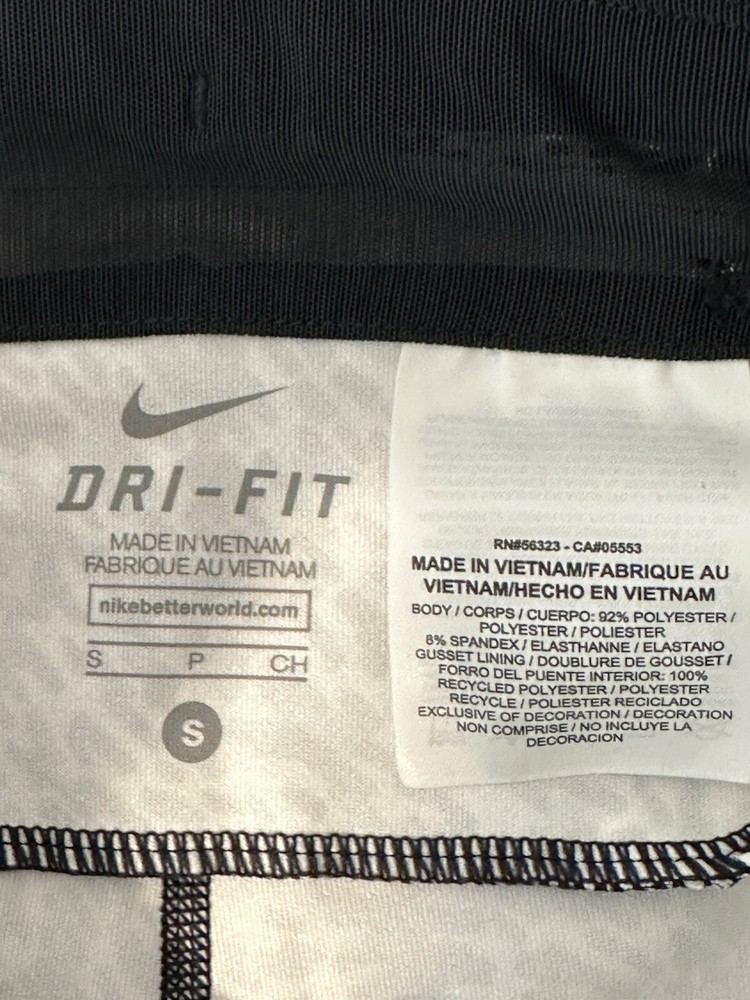 DRI-FIT
MADE IN VIETNAM
FABRIQUE AU VIETNAM
nikebetterworld.com
S P CH
S
RN#56323 - CA#05553
MADE IN VIETNAM/FABRIQUE AU
VIETNAM/HECHO EN VIETNAM
BODY / CORPS / CUERPO: 92% POLYESTER /
POLYESTER / POLIESTER
8% SPANDEX / ELASTHANNE / ELASTANO
GUSSET LINING / DOUBLURE DE GOUSSET /
FORRO DEL PUENTE INTERIOR: 100%
RECYCLED POLYESTER / POLYESTER
RECYCLE / POLIESTER RECICLADO
EXCLUSIVE OF DECORATION / DECORATION
NON COMPRISE / NO INCLUYE LA
DECORACION